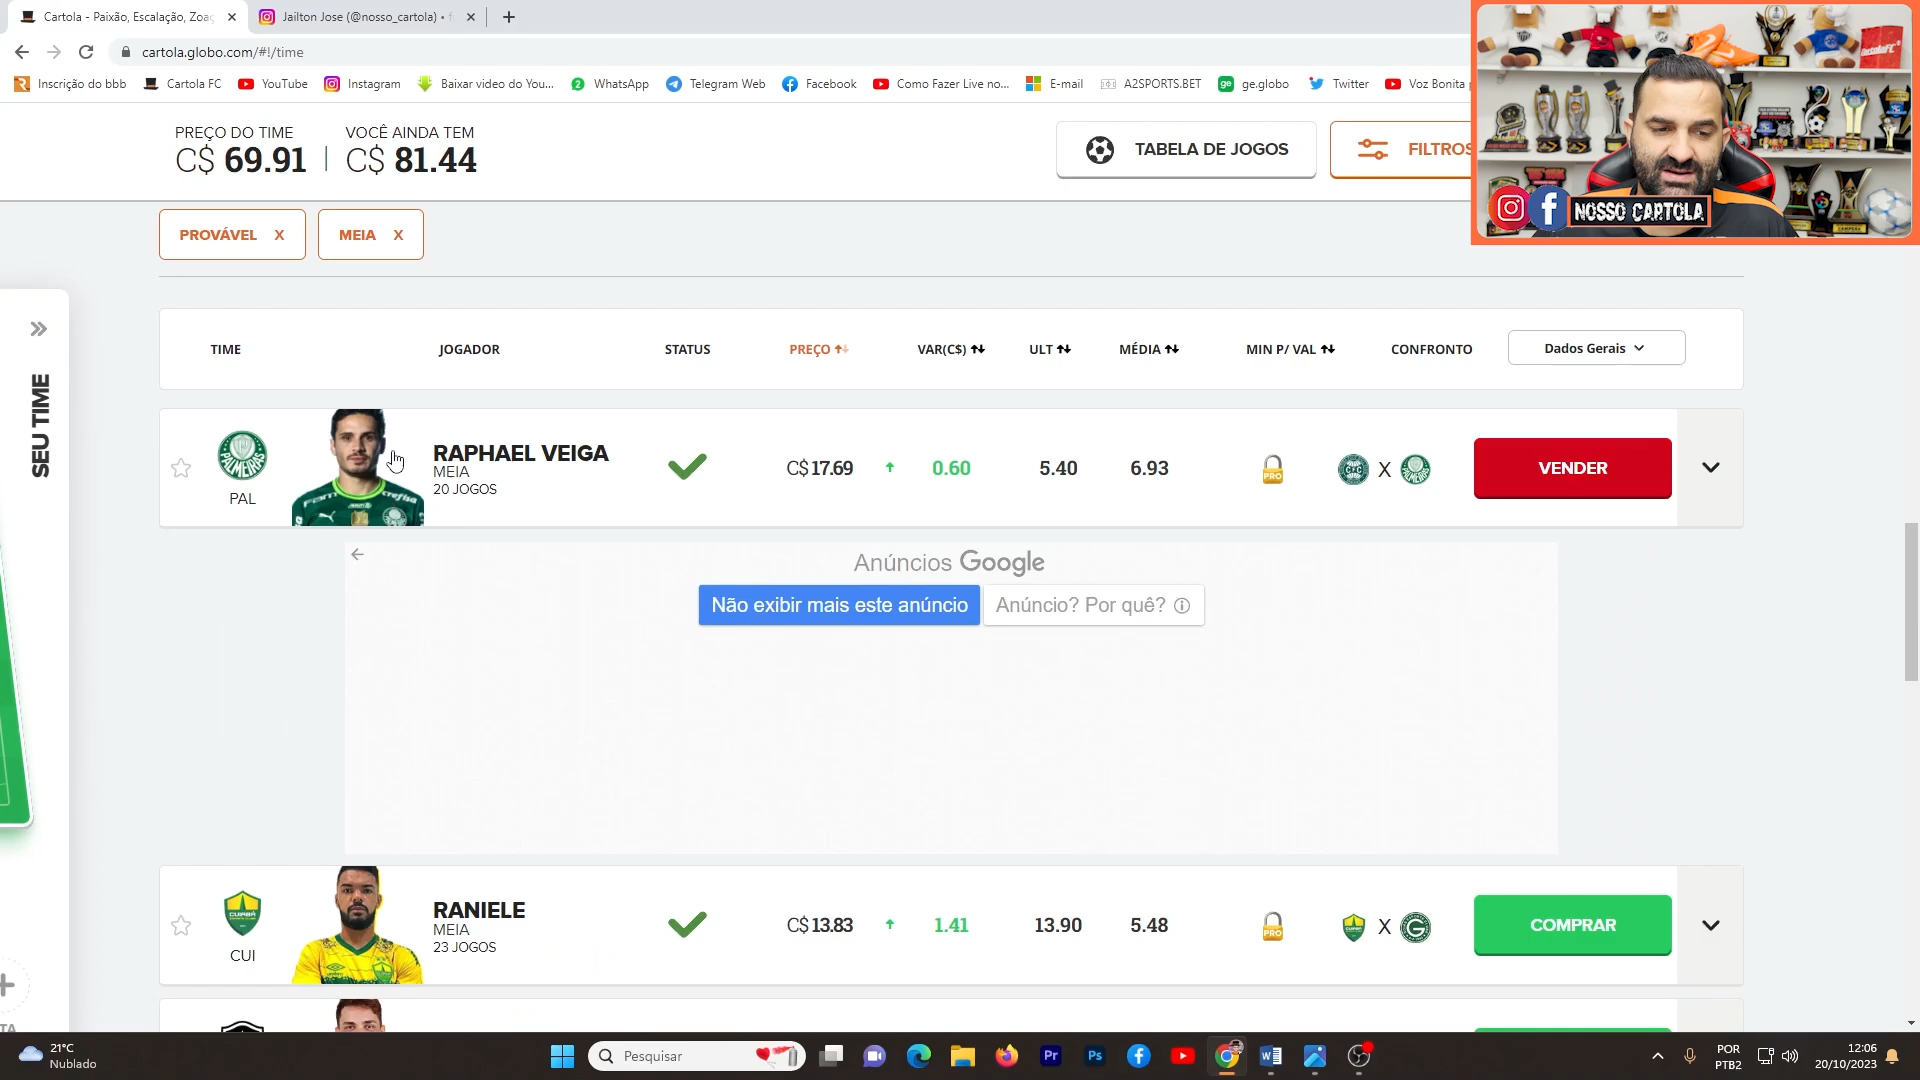 Cartola - Paixão, Escalação, Zoaç
Jailton Jose (@nosso_cartola) •
cartola.globo.com/#!/time
Inscrição do bbb
Cartola FC
YouTube
Instagram
Baixar video do You...
WhatsApp
Telegram Web
Facebook
Como Fazer Live no...
E-mail
A2SPORTS.BET
ge.globo
Twitter
Voz Bonita
PREÇO DO TIME
C$ 69.91
VOCÊ AINDA TEM
C$ 81.44
TABELA DE JOGOS
FILTROS
NOSSO CARTOLA
PROVÁVEL X
MEIA X
SEU TIME
TIME
JOGADOR
STATUS
PREÇO
VAR(C$)
ULT
MÉDIA
MIN P/ VAL
CONFRONTO
Dados Gerais
PAL
RAPHAEL VEIGA
MEIA
20 JOGOS
C$ 17.69
0.60
5.40
6.93
PRO
X
VENDER
Anúncios Google
Não exibir mais este anúncio
Anúncio? Por quê?
CUI
RANIELE
MEIA
23 JOGOS
C$ 13.83
1.41
13.90
5.48
PRO
X
COMPRAR
TA
21°C
Nublado
Pesquisar
Pr
Ps
POR
PTB2
12:06
20/10/2023